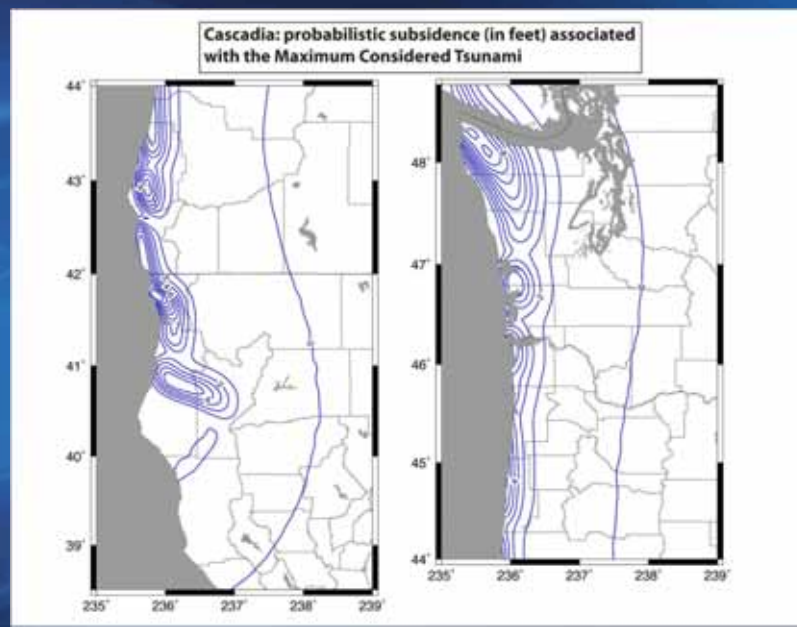 Cascadia: probabilistic subsidence (in feet) associated
with the Maximum Considered Tsunami
44˚
43˚
42˚
41˚
40˚
39˚
235˚ 236˚ 237˚ 238˚ 239˚
48˚
47˚
46˚
45˚
44˚
235˚ 236˚ 237˚ 238˚ 239˚